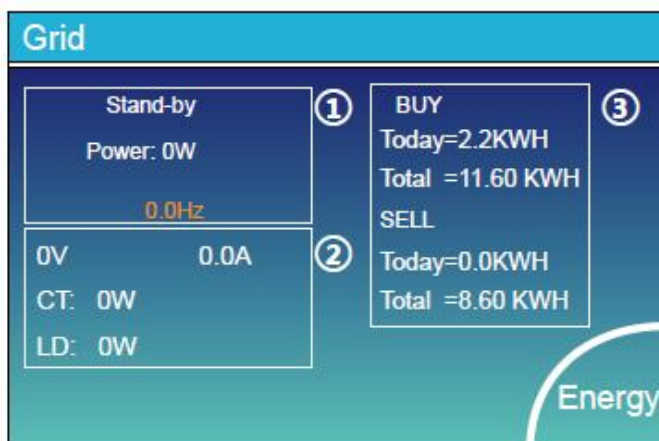 Grid
Stand-by
Power: 0W
0.0Hz
①
0V 0.0A
CT: 0W
LD: 0W
②
BUY
Today=2.2KWH
Total =11.60 KWH
SELL
Today=0.0KWH
Total =8.60 KWH
③
Energy